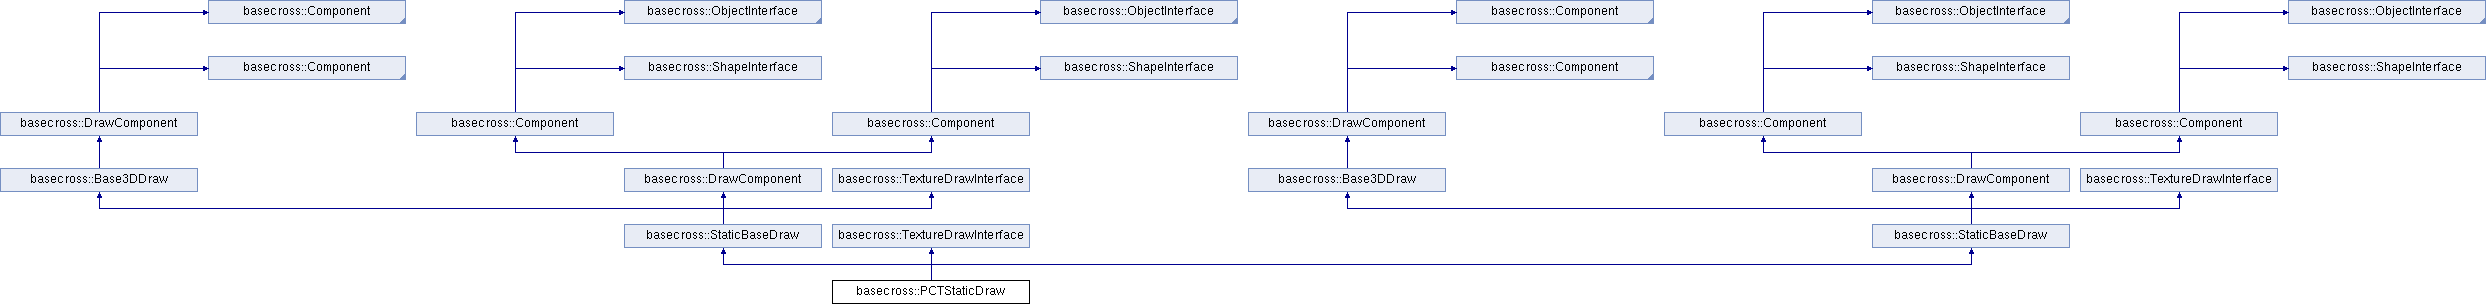 basecross::Component
basecross::ObjectInterface
basecross::ObjectInterface
basecross::Component
basecross::ObjectInterface
basecross::ObjectInterface
basecross::Component
basecross::ShapeInterface
basecross::ShapeInterface
basecross::Component
basecross::ShapeInterface
basecross::ShapeInterface
basecross::DrawComponent
basecross::Component
basecross::Component
basecross::DrawComponent
basecross::Component
basecross::Component
basecross::Base3DDraw
basecross::DrawComponent
basecross::TextureDrawInterface
basecross::Base3DDraw
basecross::DrawComponent
basecross::TextureDrawInterface
basecross::StaticBaseDraw
basecross::TextureDrawInterface
basecross::StaticBaseDraw
basecross::PCTStaticDraw